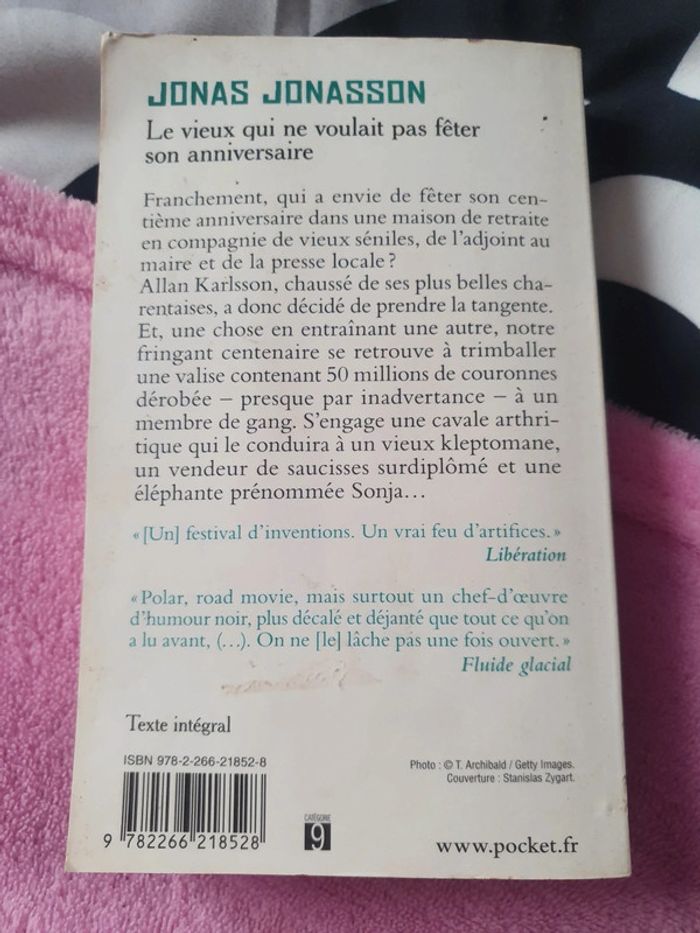 JONAS JONASSON
Le vieux qui ne voulait pas fêter
son anniversaire
Franchement, qui a envie de fêter son cen-
tième anniversaire dans une maison de retraite
en compagnie de vieux séniles, de l'adjoint au
maire et de la presse locale ?
Allan Karlsson, chaussé de ses plus belles cha-
rentaises, a donc décidé de prendre la tangente.
Et, une chose en entraînant une autre, notre
fringant centenaire se retrouve à trimballer
une valise contenant 50 millions de couronnes
dérobée – presque par inadvertance – à un
membre de gang. S'engage une cavale arthri-
tique qui le conduira à un vieux kleptomane,
un vendeur de saucisses surdiplômé et une
éléphante prénommée Sonja…
« [Un] festival d'inventions. Un vrai feu d'artifices. »
Libération
« Polar, road movie, mais surtout un chef-d'œuvre
d'humour noir, plus décalé et déjanté que tout ce qu'on
a lu avant, (…). On ne [le] lâche pas une fois ouvert. »
Fluide glacial
Texte intégral
ISBN 978-2-266-21852-8
Photo : © T. Archibald / Getty Images.
Couverture : Stanislas Zygart.
CATÉGORIE
9
9 782266 218528
www.pocket.fr